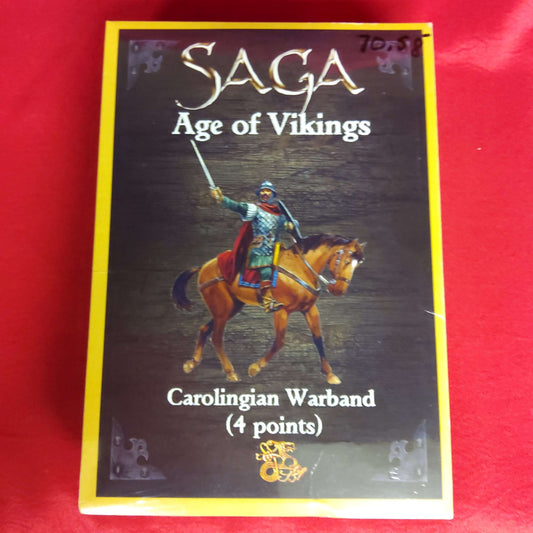 70.58
SAGA
Age of Vikings
Carolingian Warband
(4 points)